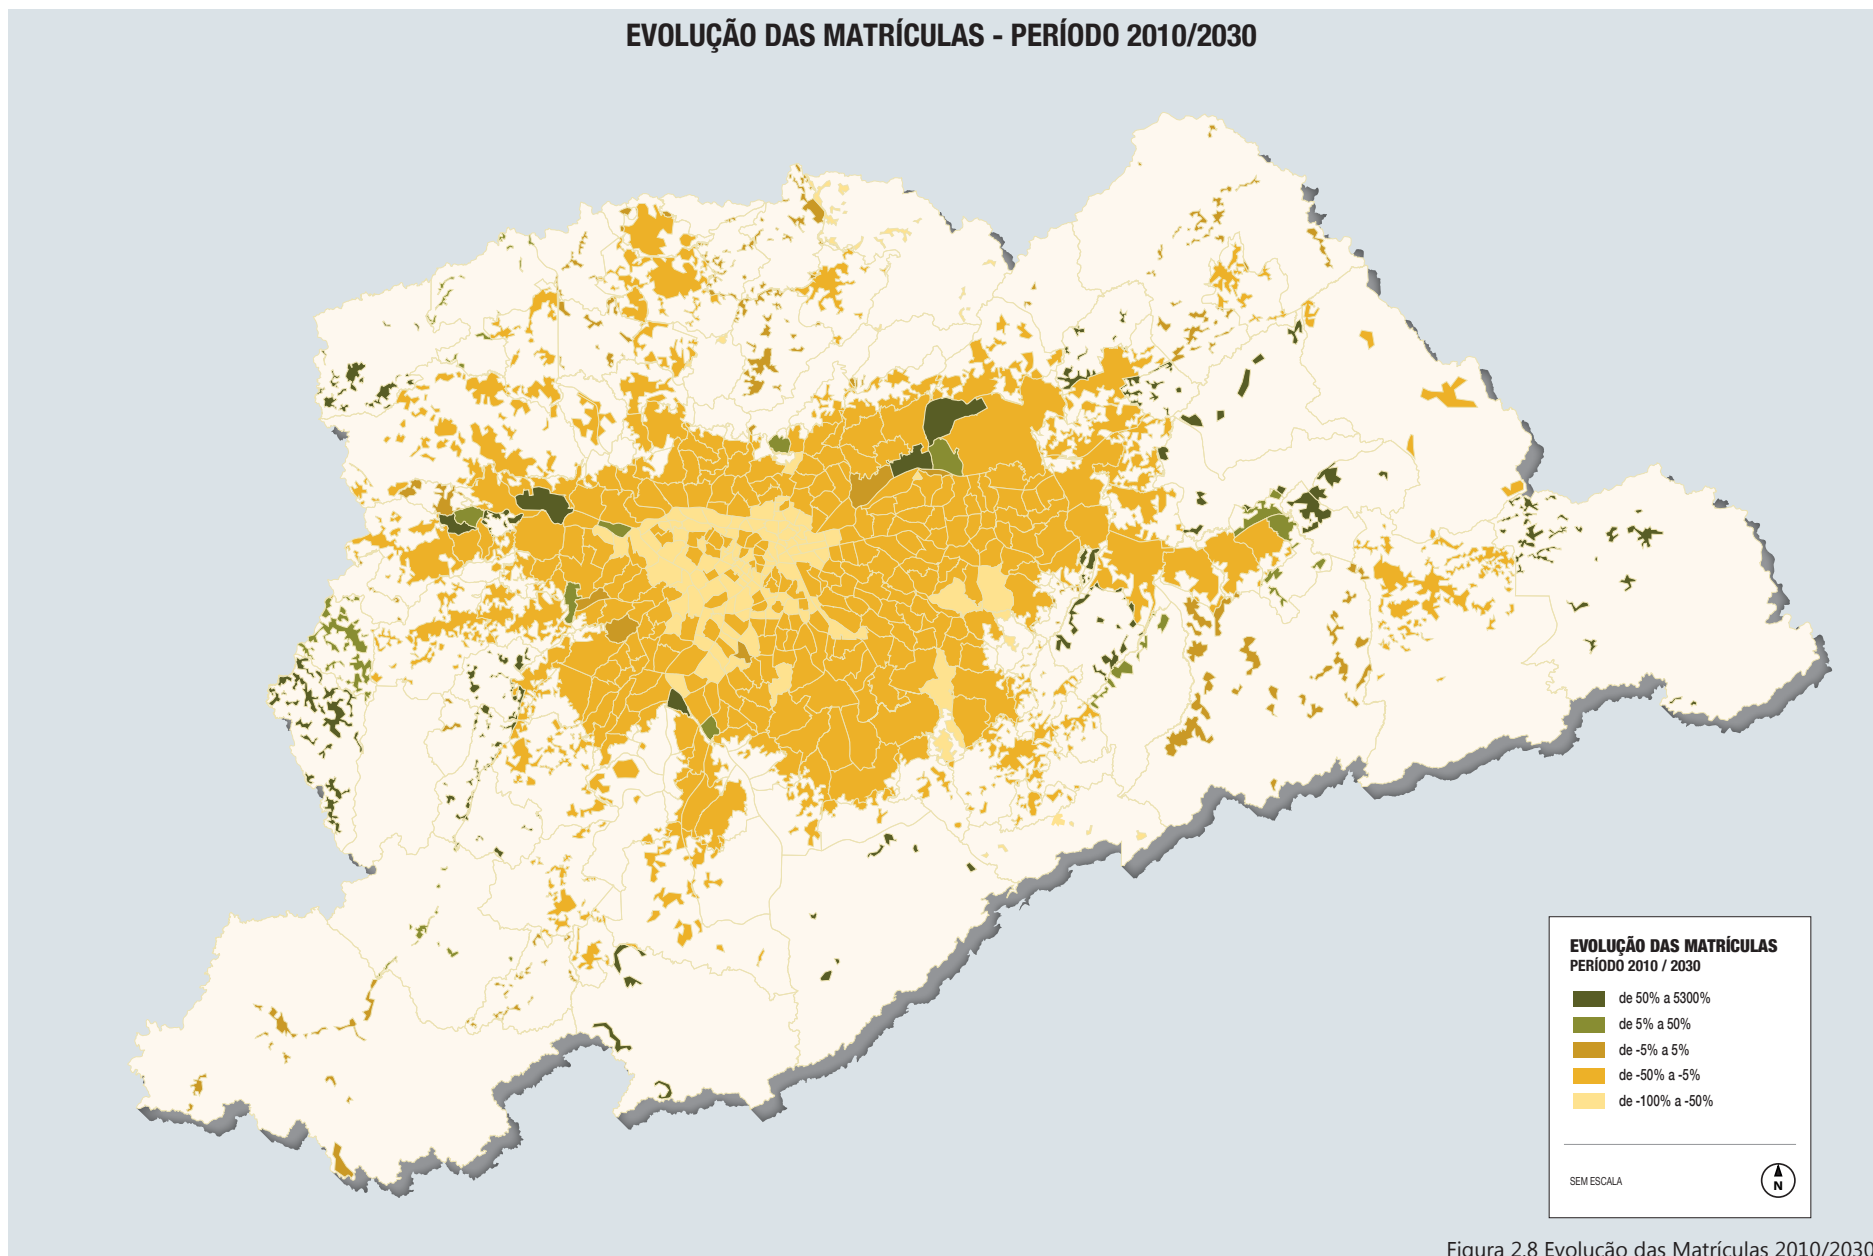 EVOLUÇÃO DAS MATRÍCULAS - PERÍODO 2010/2030
EVOLUÇÃO DAS MATRÍCULAS
PERÍODO 2010 / 2030
de 50% a 5300%
de 5% a 50%
de -5% a 5%
de -50% a -5%
de -100% a -50%
SEM ESCALA
N
Figura 2.8 Evolução das Matrículas 2010/2030